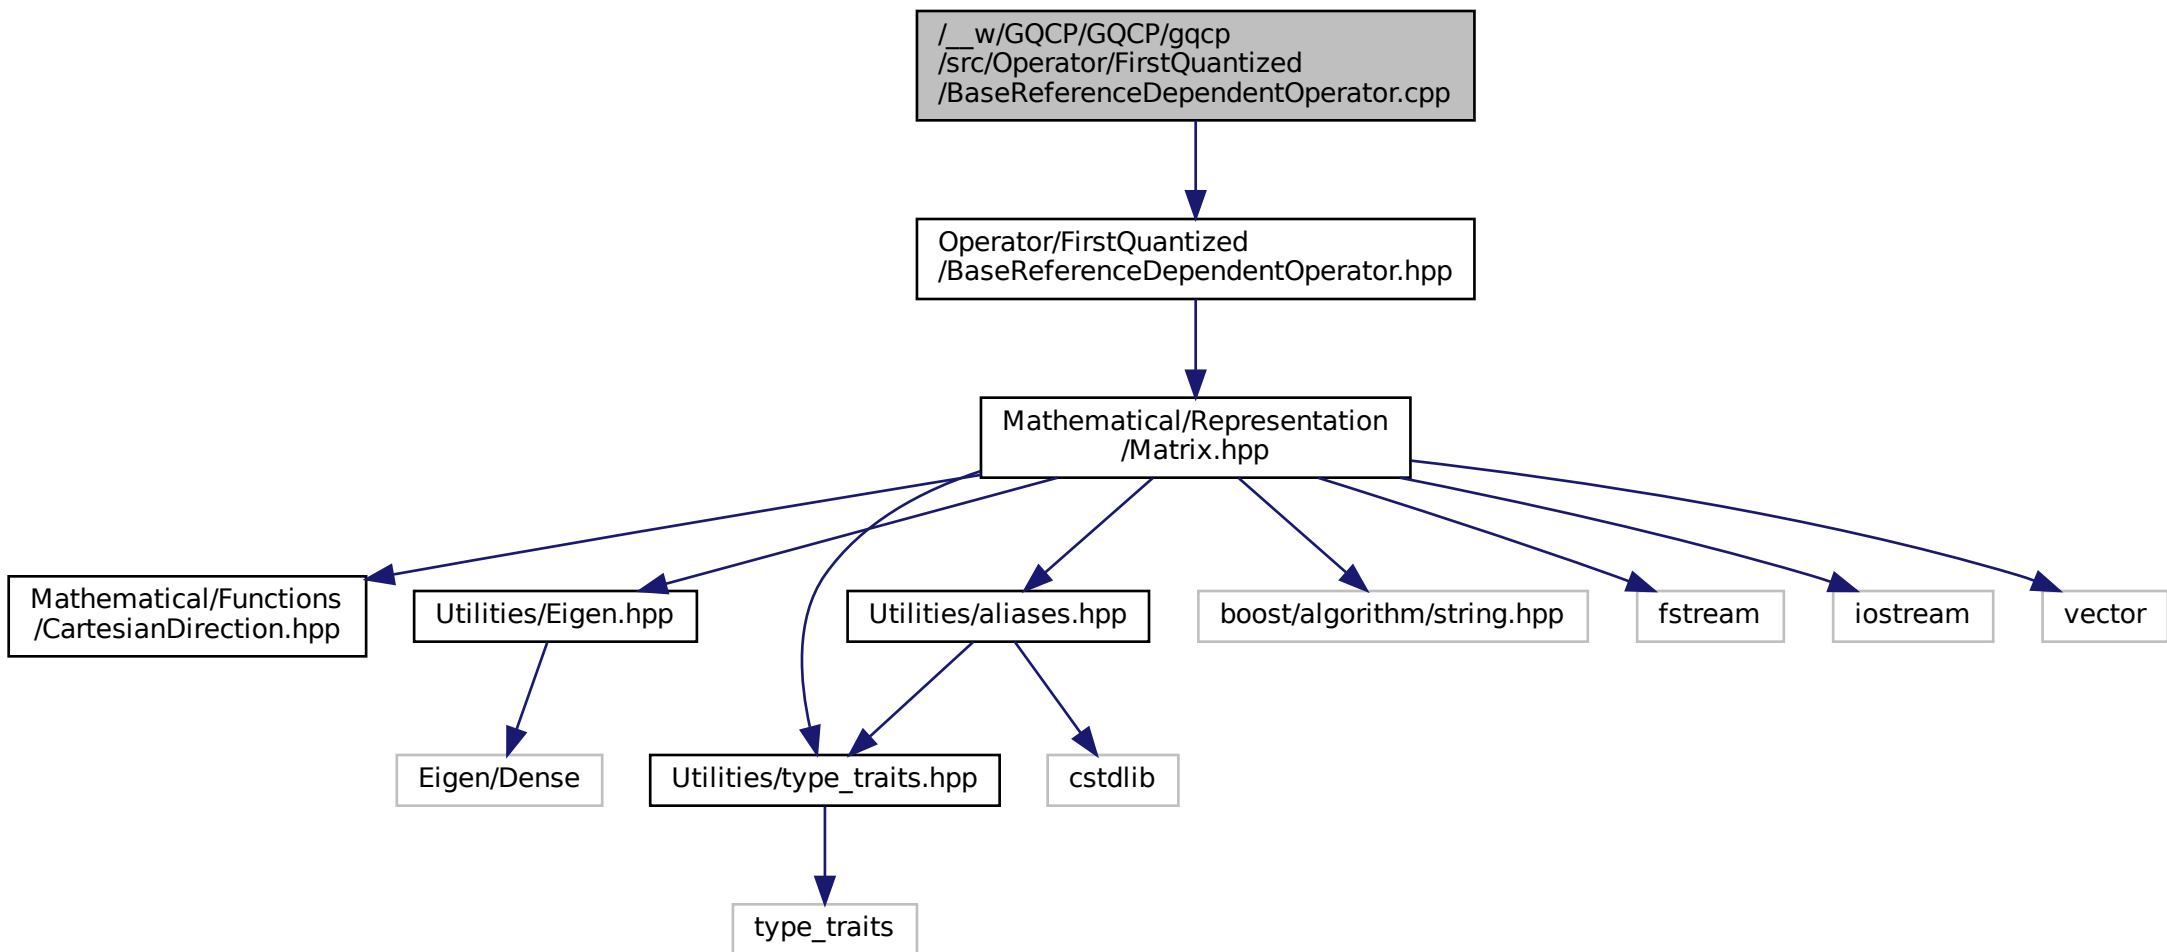 /__w/GQCP/GQCP/gqcp
/src/Operator/FirstQuantized
/BaseReferenceDependentOperator.cpp
Operator/FirstQuantized
/BaseReferenceDependentOperator.hpp
Mathematical/Representation
/Matrix.hpp
Mathematical/Functions
/CartesianDirection.hpp
Utilities/Eigen.hpp
Utilities/aliases.hpp
boost/algorithm/string.hpp
fstream
iostream
vector
Eigen/Dense
Utilities/type_traits.hpp
cstdlib
type_traits